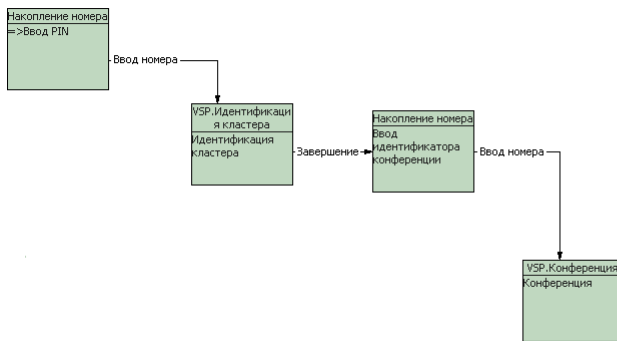 Накопление номера
=>Ввод PIN
Ввод номера
VSP.Идентификаци
я кластера
Идентификация
кластера
Завершение
Накопление номера
Ввод
идентификатора
конференции
Ввод номера
VSP.Конференция
Конференция